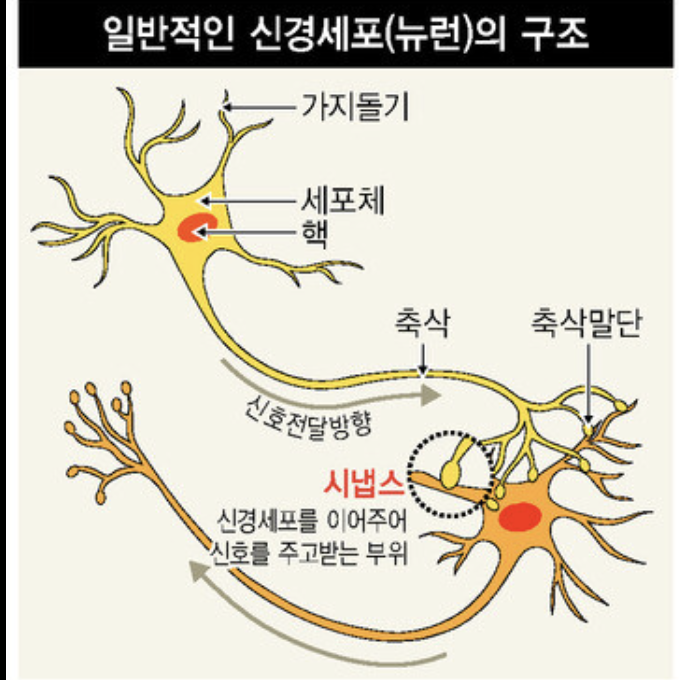 일반적인 신경세포(뉴런)의 구조
가지돌기
세포체
핵
축삭
축삭말단
신호전달방향
시냅스
신경세포를 이어주어
신호를 주고받는 부위